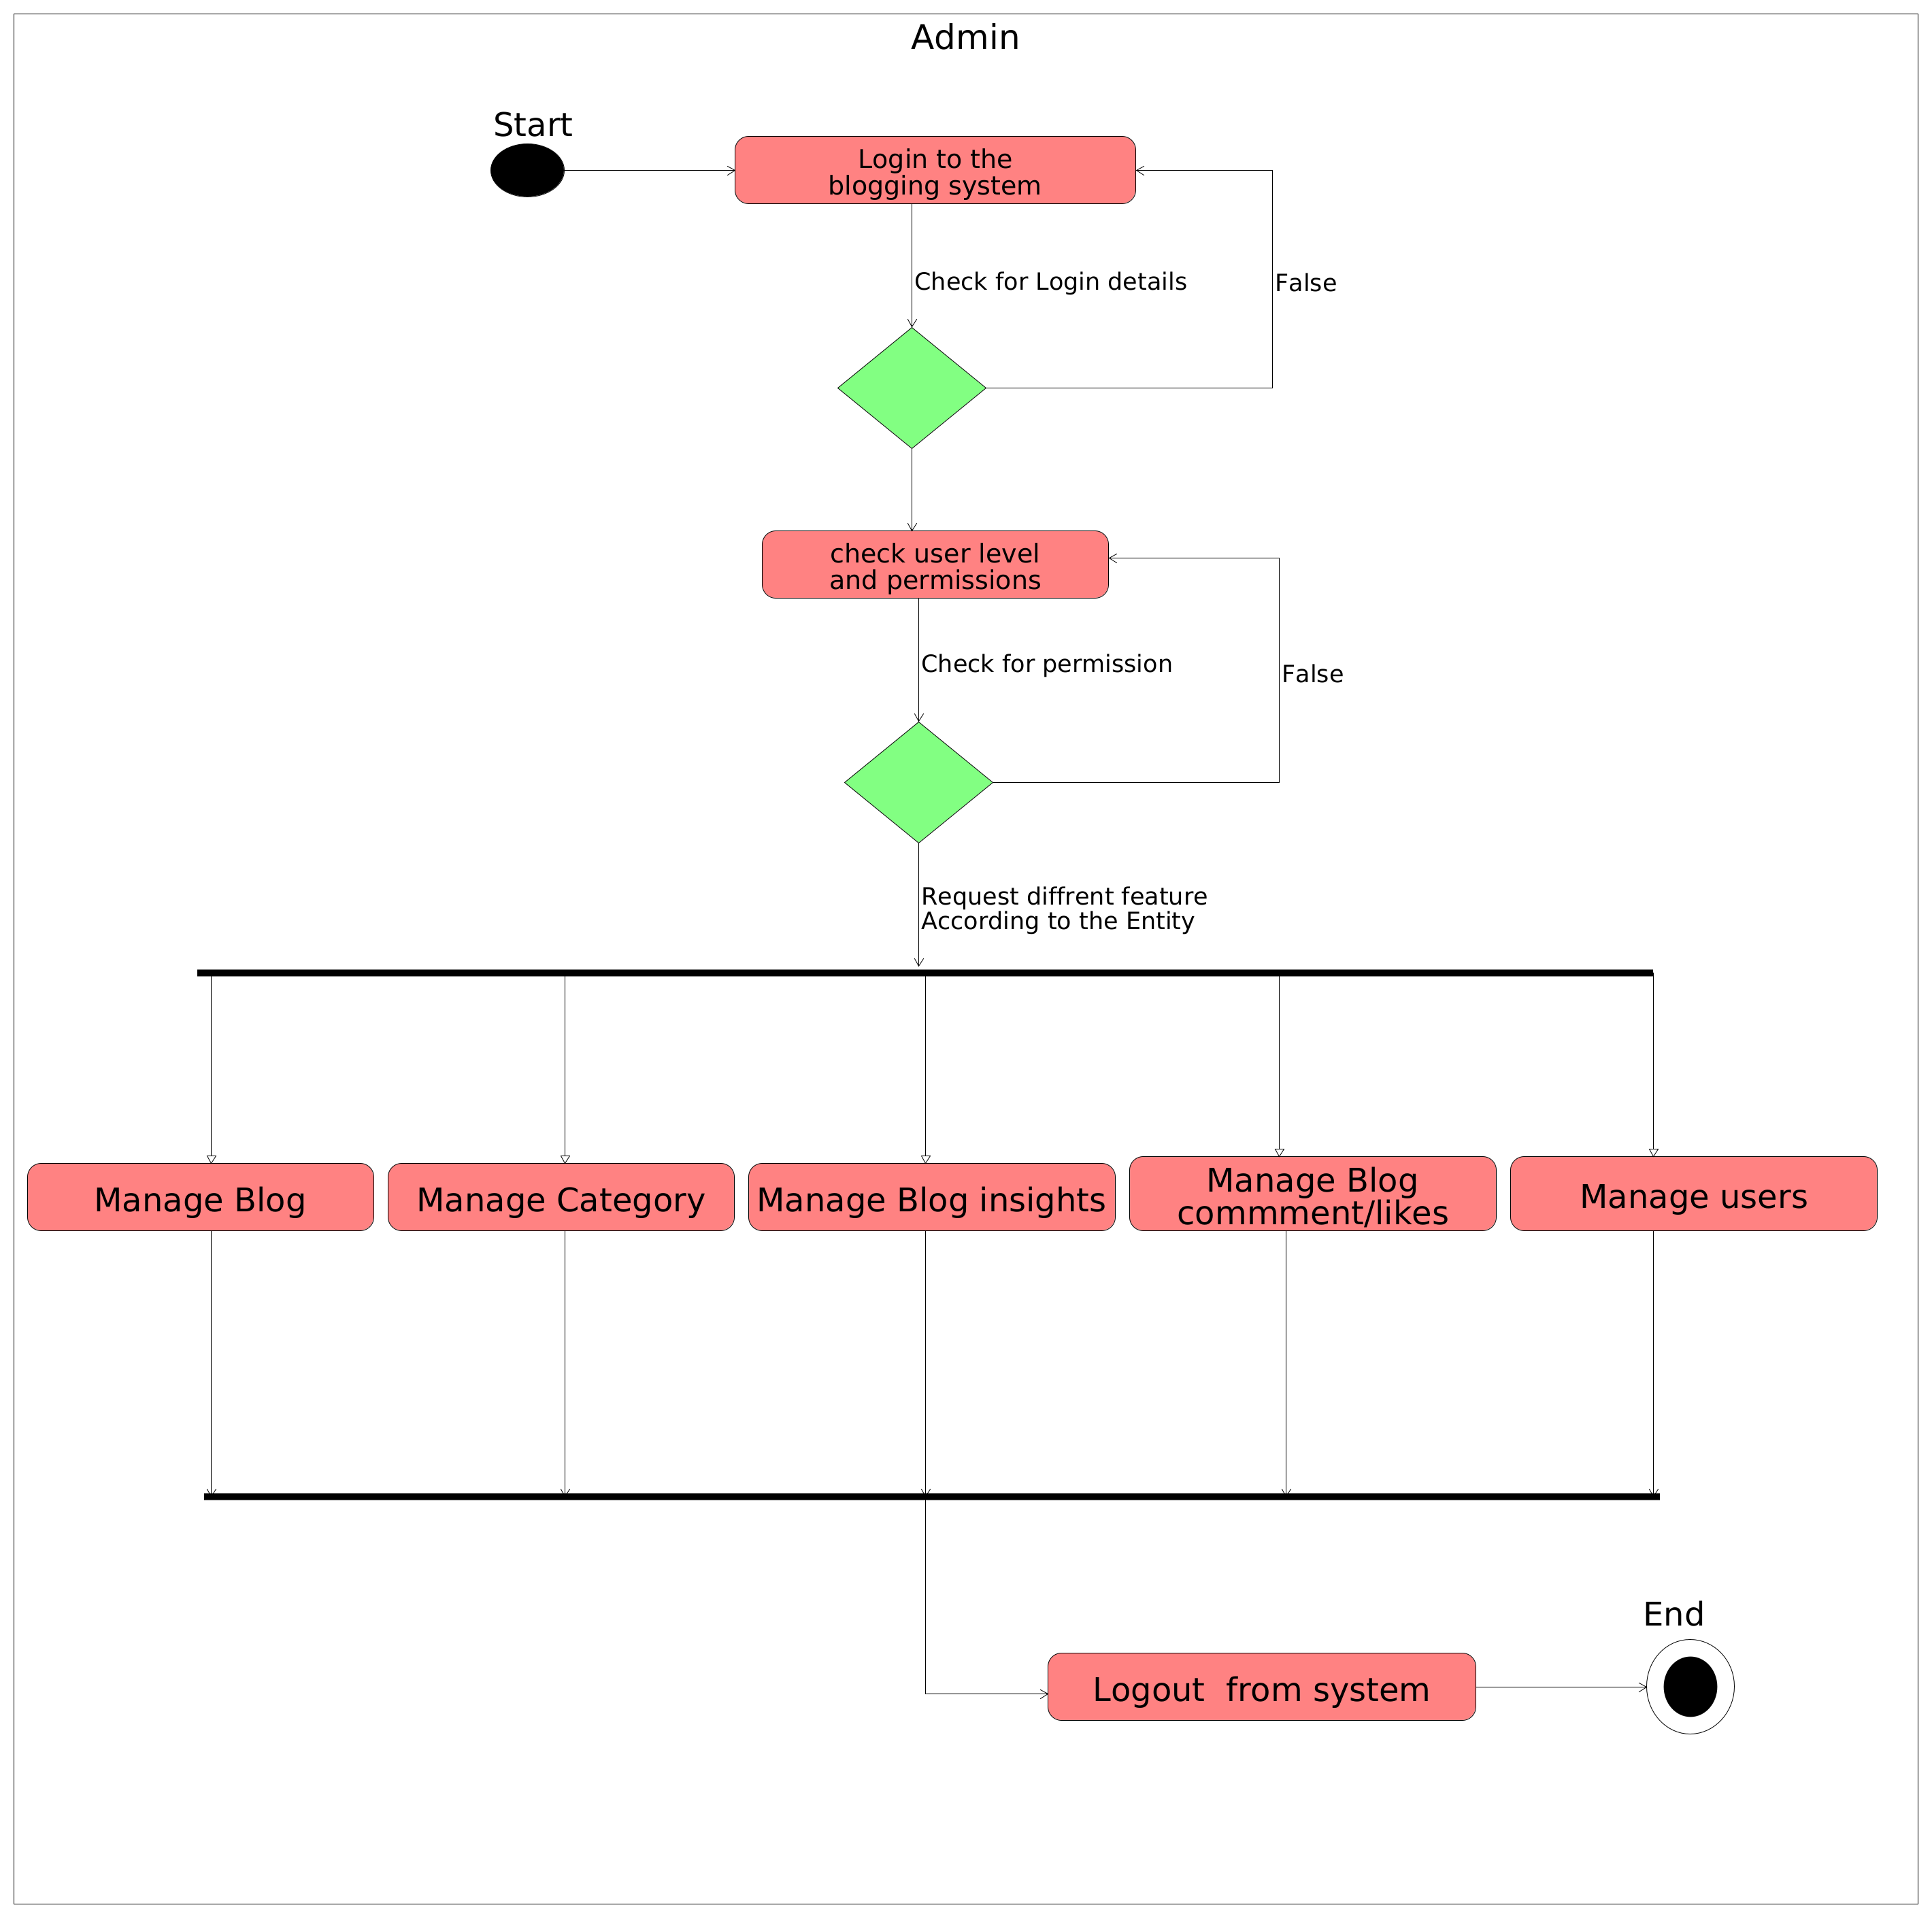 Admin
Start
Login to the
blogging system
Check for Login details
False
check user level
and permissions
Check for permission
False
Request diffrent feature
According to the Entity
Manage Blog
Manage Category
Manage Blog insights
Manage Blog
commment/likes
Manage users
End
Logout  from system